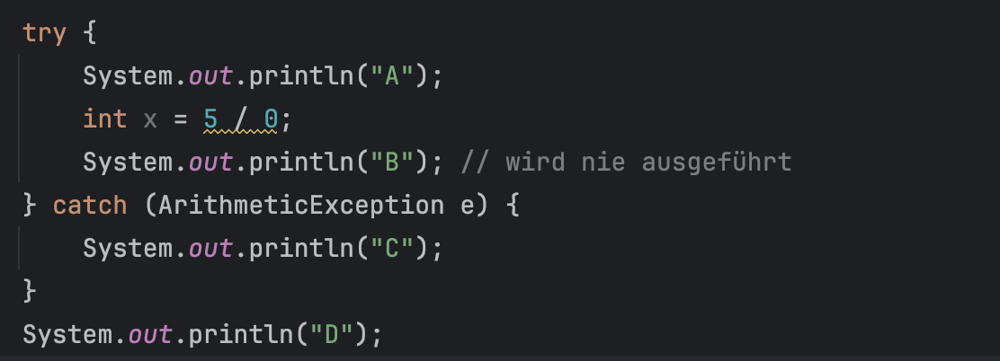 try {
    System.out.println("A");
    int x = 5 / 0;
    System.out.println("B"); // wird nie ausgeführt
} catch (ArithmeticException e) {
    System.out.println("C");
}
System.out.println("D");